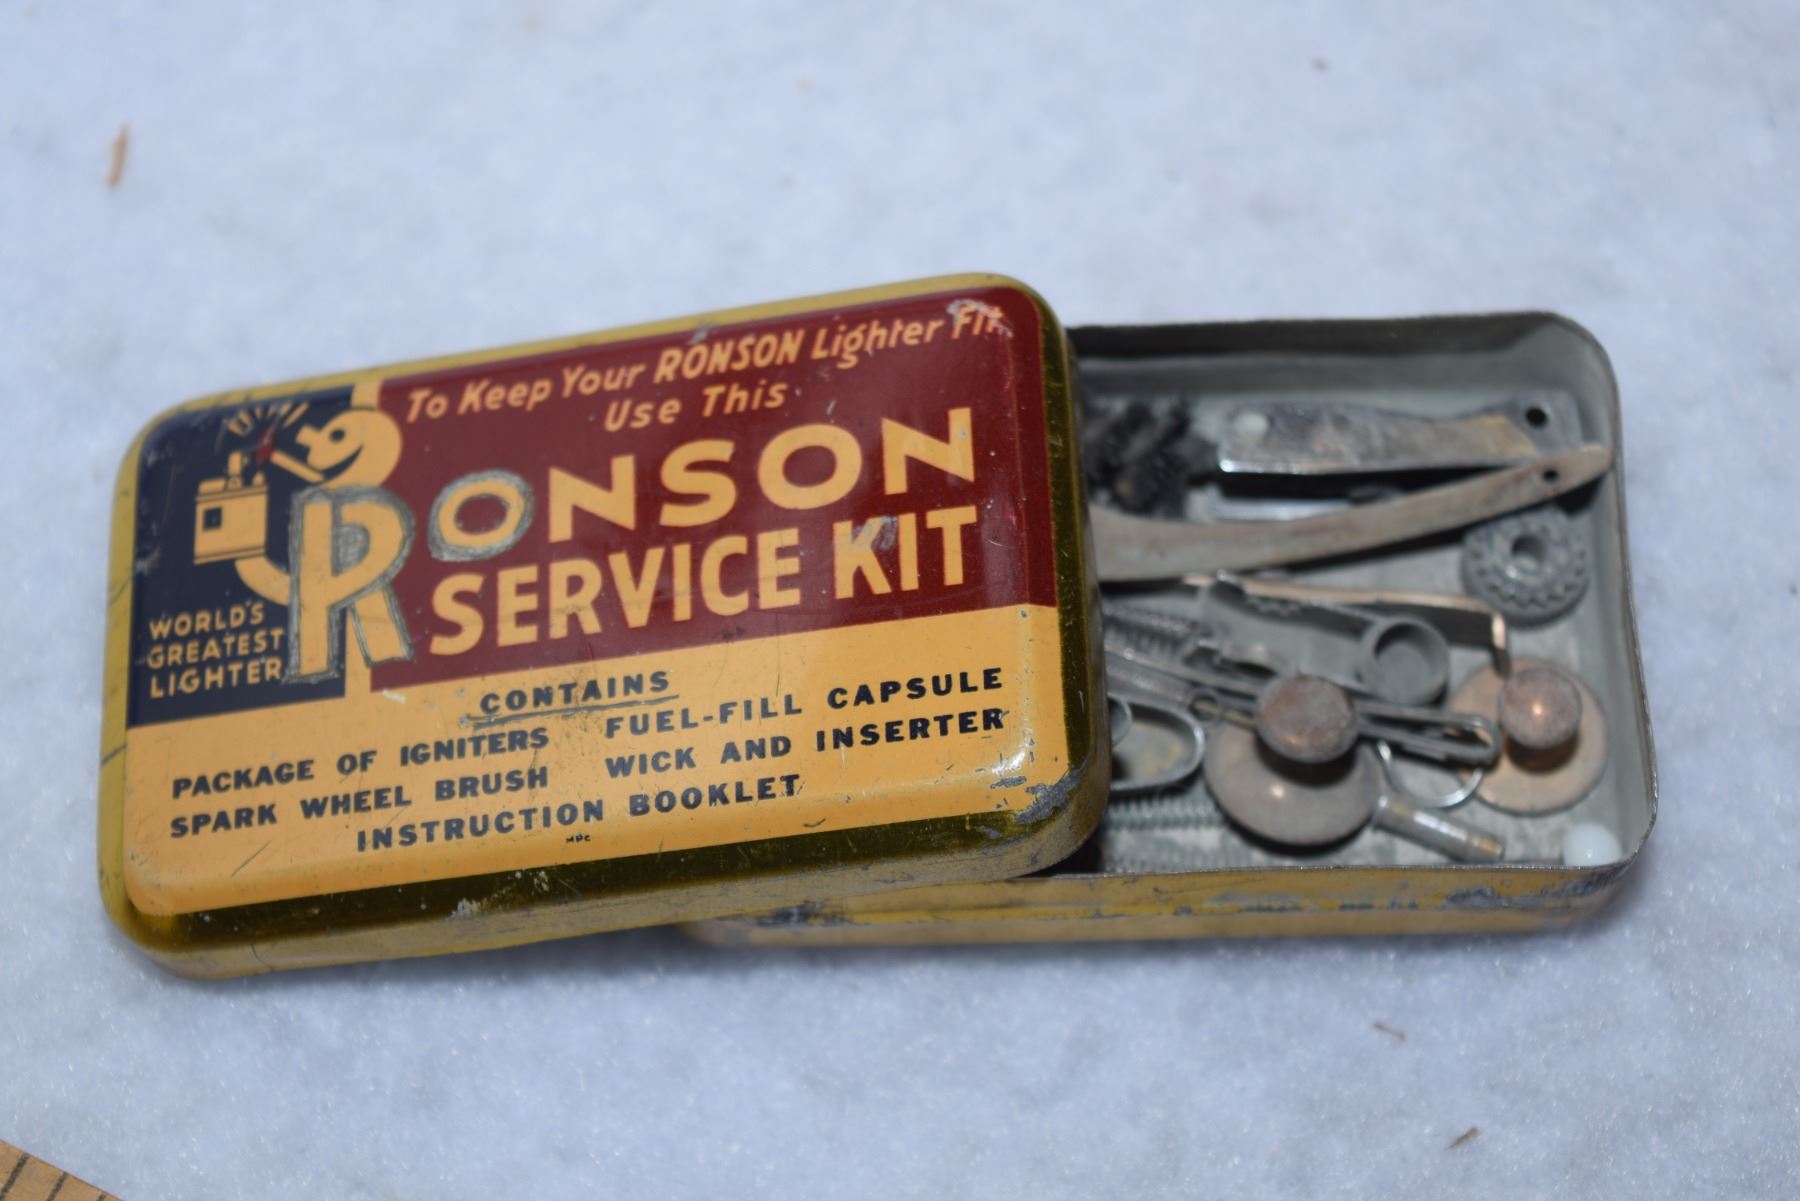 To Keep Your RONSON Lighter Fit
Use This
RONSON
SERVICE KIT
WORLD'S
GREATEST
LIGHTER
CONTAINS
PACKAGE OF IGNITERS FUEL-FILL CAPSULE
SPARK WHEEL BRUSH WICK AND INSERTER
INSTRUCTION BOOKLET
MPC